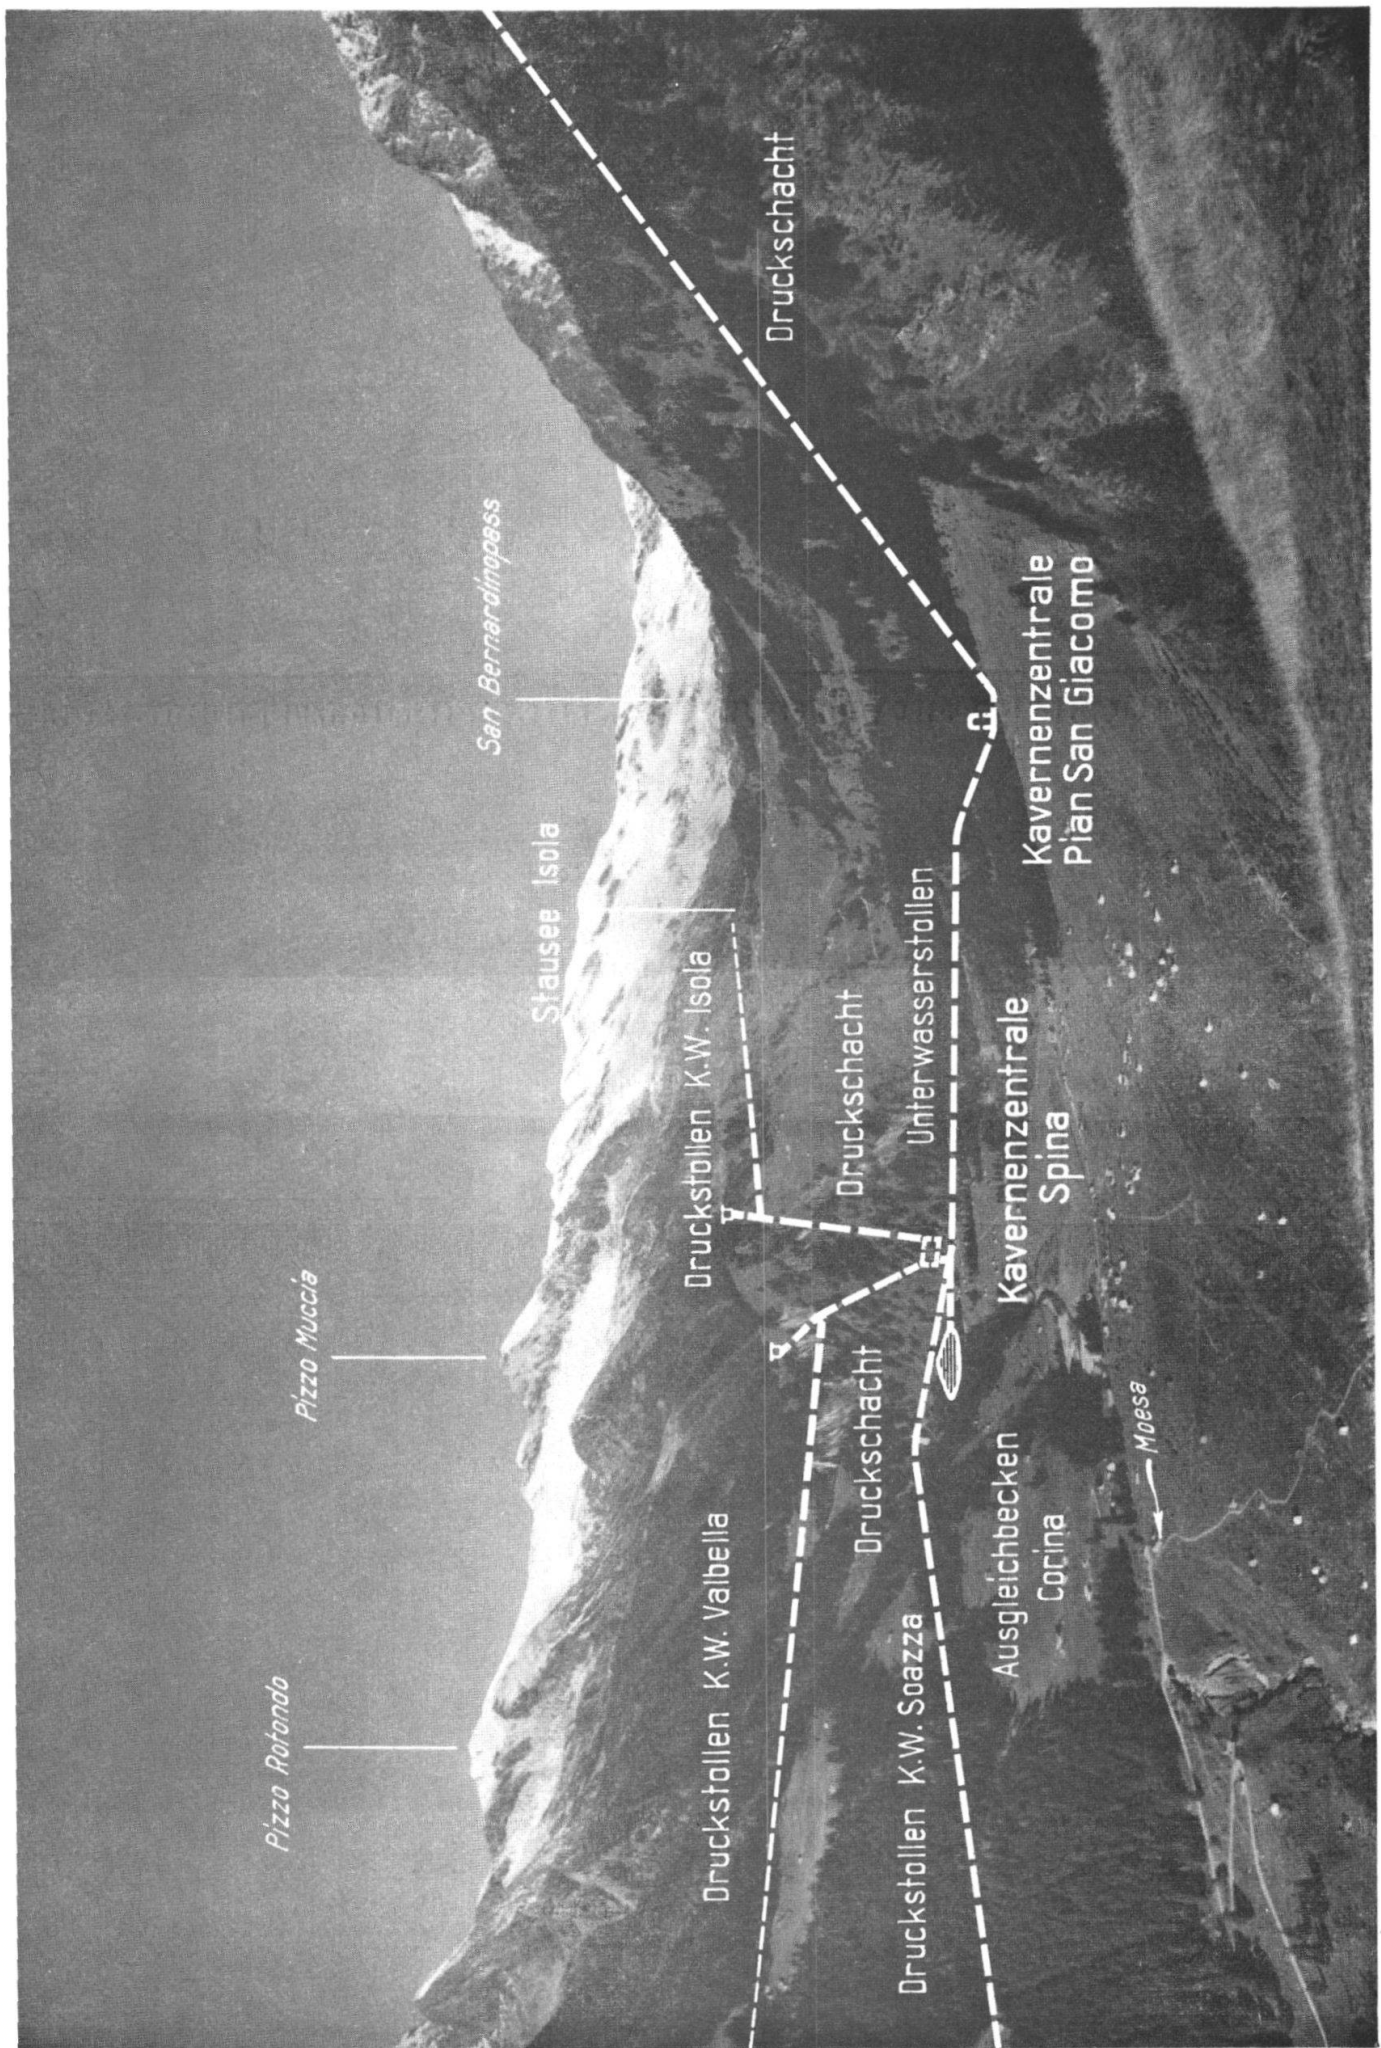 Pizzo Rotondo
Pizzo Muccia
San Bernardinopass
Stausee Isola
Druckstollen K.W. Valbella
Druckstollen K.W. Isola
Druckschacht
Druckschacht
Druckschacht
Druckstollen K.W. Soazza
Unterwasserstollen
Ausgleichbecken
Corina
Kavernenzentrale
Spina
Kavernenzentrale
Pian San Giacomo
Moesa